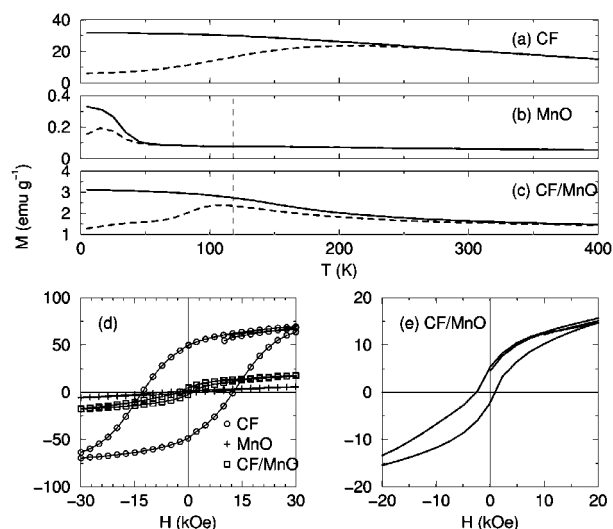 40
20
0
(a) CF
0.4
0.2
0
(b) MnO
4
3
2
1
(c) CF/MnO
0 100 200 300 400
T (K)
M (emu g⁻¹)
100
50
0
−50
−100
(d)
CF
MnO
CF/MnO
−30 −15 0 15 30
H (kOe)
20
10
0
−10
−20
(e) CF/MnO
−20 −10 0 10 20
H (kOe)